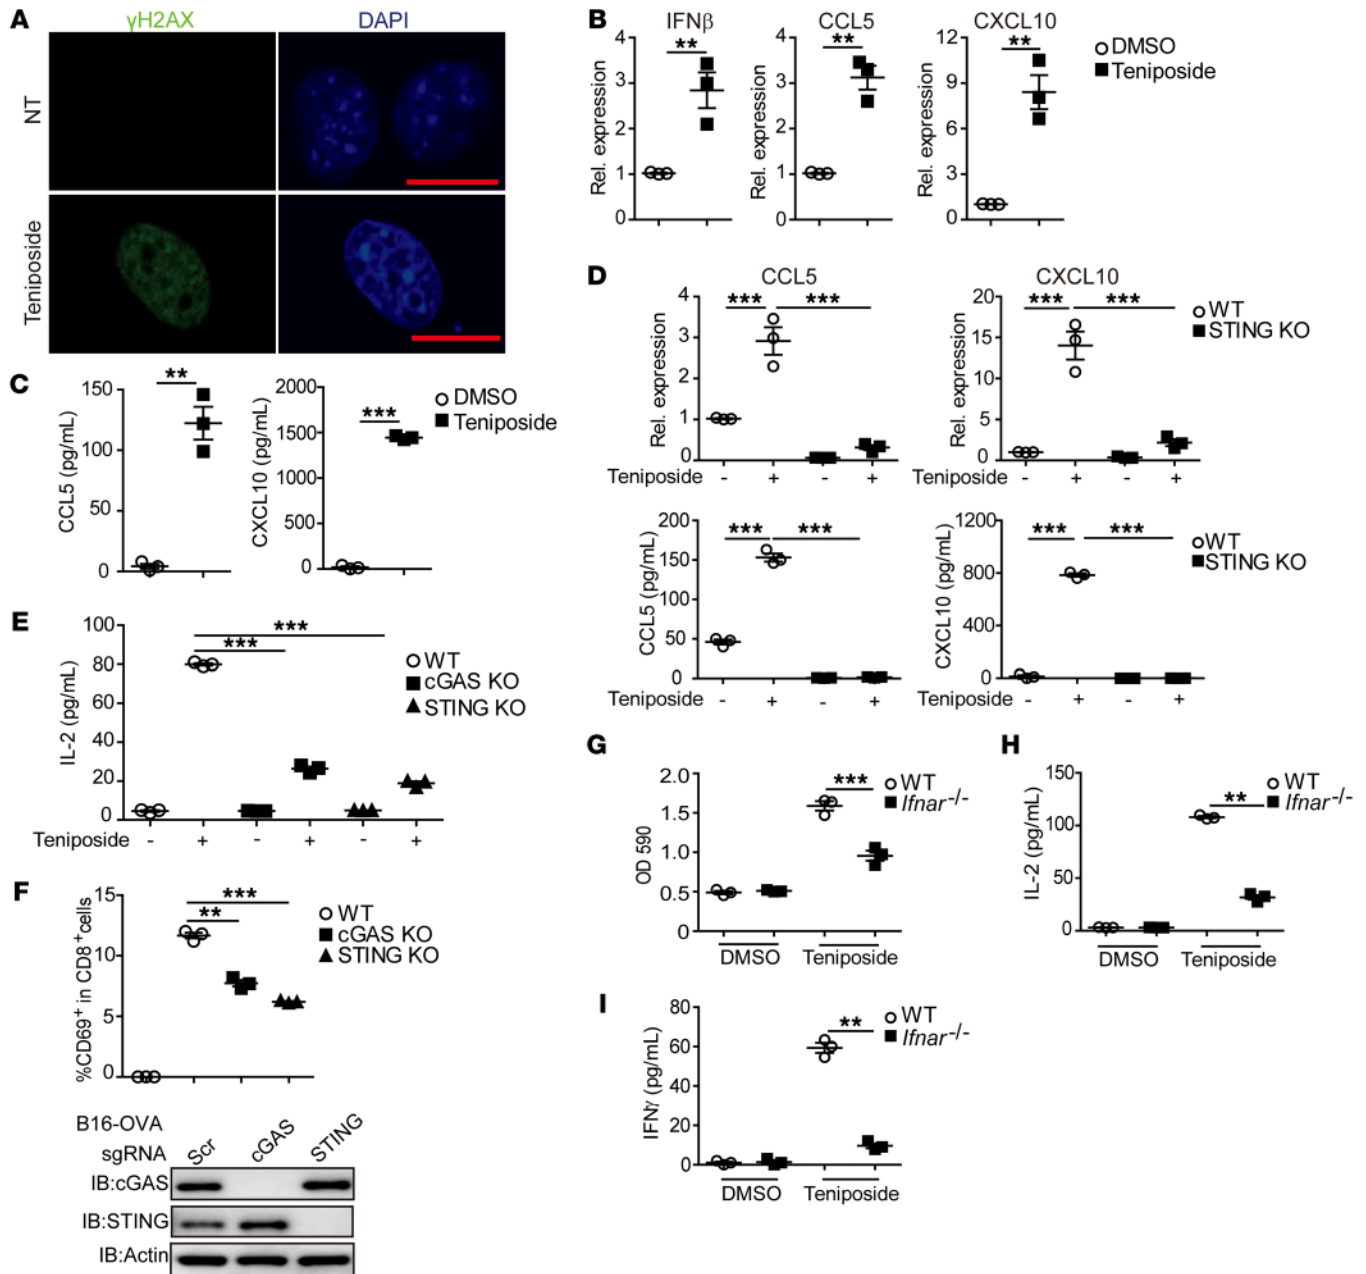 A
γH2AX
DAPI
NT
Teniposide
B
IFNβ
CCL5
CXCL10
**
**
**
DMSO
Teniposide
Rel. expression
4
3
2
1
0
Rel. expression
4
3
2
1
0
Rel. expression
12
9
6
3
0
C
CCL5 (pg/mL)
150
100
50
0
**
CXCL10 (pg/mL)
2000
1500
1000
500
0
***
DMSO
Teniposide
D
CCL5
CXCL10
Rel. expression
4
3
2
1
0
*** ***
Teniposide - + - +
Rel. expression
20
15
10
5
0
*** ***
Teniposide - + - +
WT
STING KO
CCL5 (pg/mL)
200
150
100
50
0
*** ***
Teniposide - + - +
CXCL10 (pg/mL)
1200
800
400
0
*** ***
Teniposide - + - +
WT
STING KO
E
IL-2 (pg/mL)
100
80
60
40
20
0
***
***
Teniposide - + - + - +
WT
cGAS KO
STING KO
F
%CD69+ in CD8+cells
15
10
5
0
***
**
WT
cGAS KO
STING KO
B16-OVA
sgRNA Scr cGAS STING
IB:cGAS
IB:STING
IB:Actin
G
OD 590
2.0
1.5
1.0
0.5
0
***
WT
Ifnar-/-
DMSO Teniposide
H
IL-2 (pg/mL)
150
100
50
0
**
WT
Ifnar-/-
DMSO Teniposide
I
IFNγ (pg/mL)
80
60
40
20
0
**
WT
Ifnar-/-
DMSO Teniposide